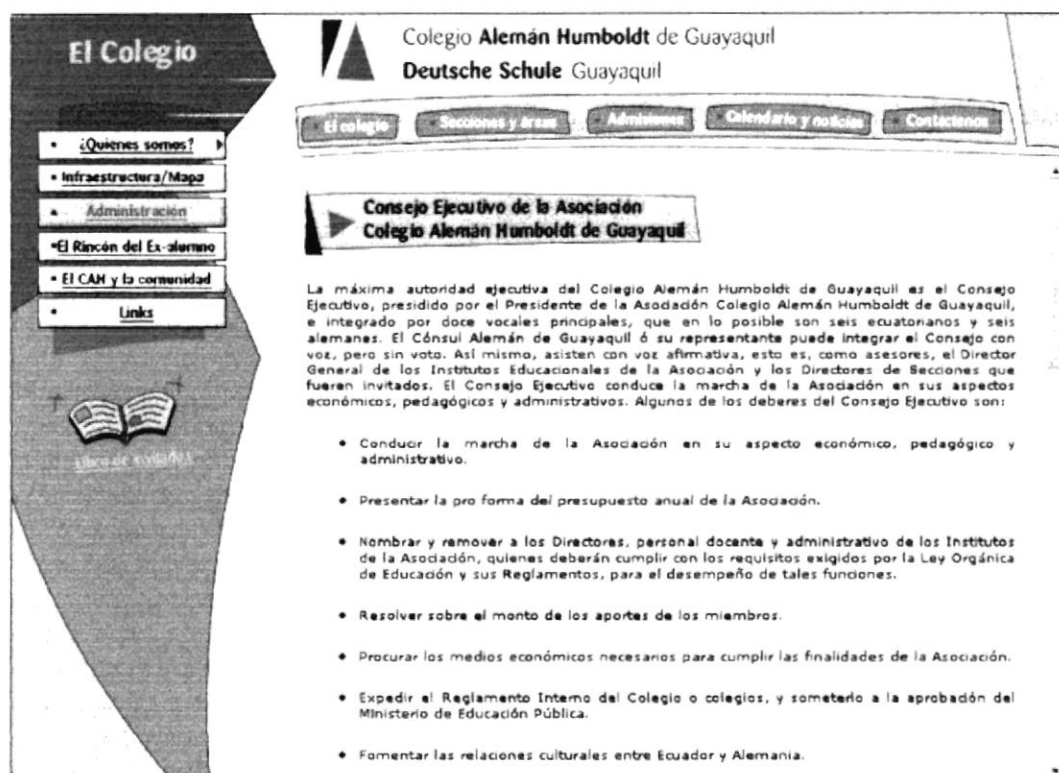 El Colegio
Colegio Alemán Humboldt de Guayaquil
Deutsche Schule Guayaquil
El colegio
Secciones y áreas
Admisiones
Calendario y noticias
Contáctenos
¿Quienes somos?
Infraestructura/Mapa
Administración
El Rincón del Ex-alumno
El CAH y la comunidad
Links
Libro de
Consejo Ejecutivo de la Asociación
Colegio Alemán Humboldt de Guayaquil
La máxima autoridad ejecutiva del Colegio Alemán Humboldt de Guayaquil es el Consejo
Ejecutivo, presidido por el Presidente de la Asociación Colegio Alemán Humboldt de Guayaquil,
e integrado por doce vocales principales, que en lo posible son seis ecuatorianos y seis
alemanes. El Cónsul Alemán de Guayaquil ó su representante puede integrar el Consejo con
voz, pero sin voto. Así mismo, asisten con voz afirmativa, esto es, como asesores, el Director
General de los Institutos Educacionales de la Asociación y los Directores de Secciones que
fueren invitados. El Consejo Ejecutivo conduce la marcha de la Asociación en sus aspectos
económicos, pedagógicos y administrativos. Algunos de los deberes del Consejo Ejecutivo son:
• Conducir la marcha de la Asociación en su aspecto económico, pedagógico y
administrativo.
• Presentar la pro forma del presupuesto anual de la Asociación.
• Nombrar y remover a los Directores, personal docente y administrativo de los Institutos
de la Asociación, quienes deberán cumplir con los requisitos exigidos por la Ley Orgánica
de Educación y sus Reglamentos, para el desempeño de tales funciones.
• Resolver sobre el monto de los aportes de los miembros.
• Procurar los medios económicos necesarios para cumplir las finalidades de la Asociación.
• Expedir el Reglamento Interno del Colegio o colegios, y someterlo a la aprobación del
Ministerio de Educación Pública.
• Fomentar las relaciones culturales entre Ecuador y Alemania.